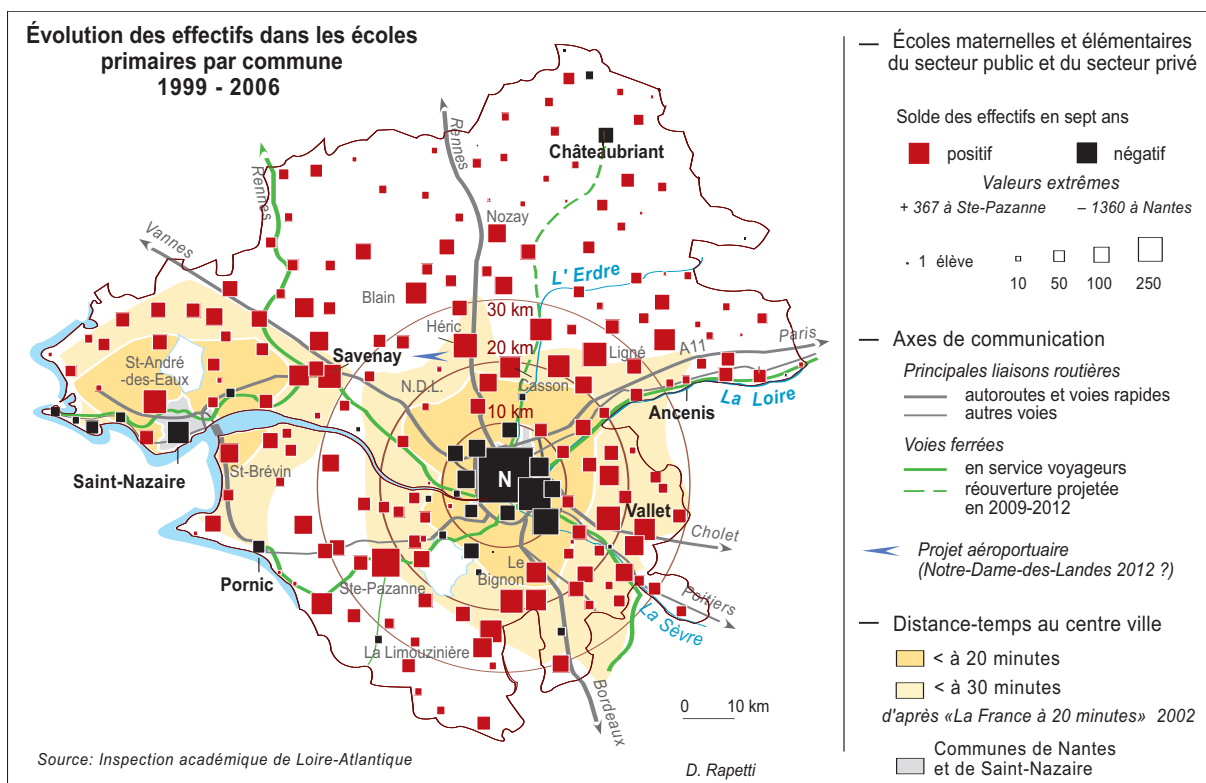 Évolution des effectifs dans les écoles
primaires par commune
1999 - 2006
Rennes
Rennes
Châteaubriant
Nozay
Vannes
L' Erdre
Blain
30 km
Héric
Paris
20 km
A11
Ligné
Savenay
St-André
-des-Eaux
N.D.L.
Casson
La Loire
Ancenis
10 km
Saint-Nazaire
St-Brévin
N
Vallet
Cholet
Pornic
Ste-Pazanne
Le
Bignon
Poitiers
La Sèvre
La Limouzinière
Bordeaux
0 10 km
Source: Inspection académique de Loire-Atlantique
D. Rapetti
— Écoles maternelles et élémentaires
du secteur public et du secteur privé
Solde des effectifs en sept ans
positif négatif
Valeurs extrêmes
+ 367 à Ste-Pazanne – 1360 à Nantes
1 élève
10 50 100 250
— Axes de communication
Principales liaisons routières
autoroutes et voies rapides
autres voies
Voies ferrées
en service voyageurs
réouverture projetée
en 2009-2012
Projet aéroportuaire
(Notre-Dame-des-Landes 2012 ?)
— Distance-temps au centre ville
< à 20 minutes
< à 30 minutes
d'après «La France à 20 minutes» 2002
Communes de Nantes
et de Saint-Nazaire